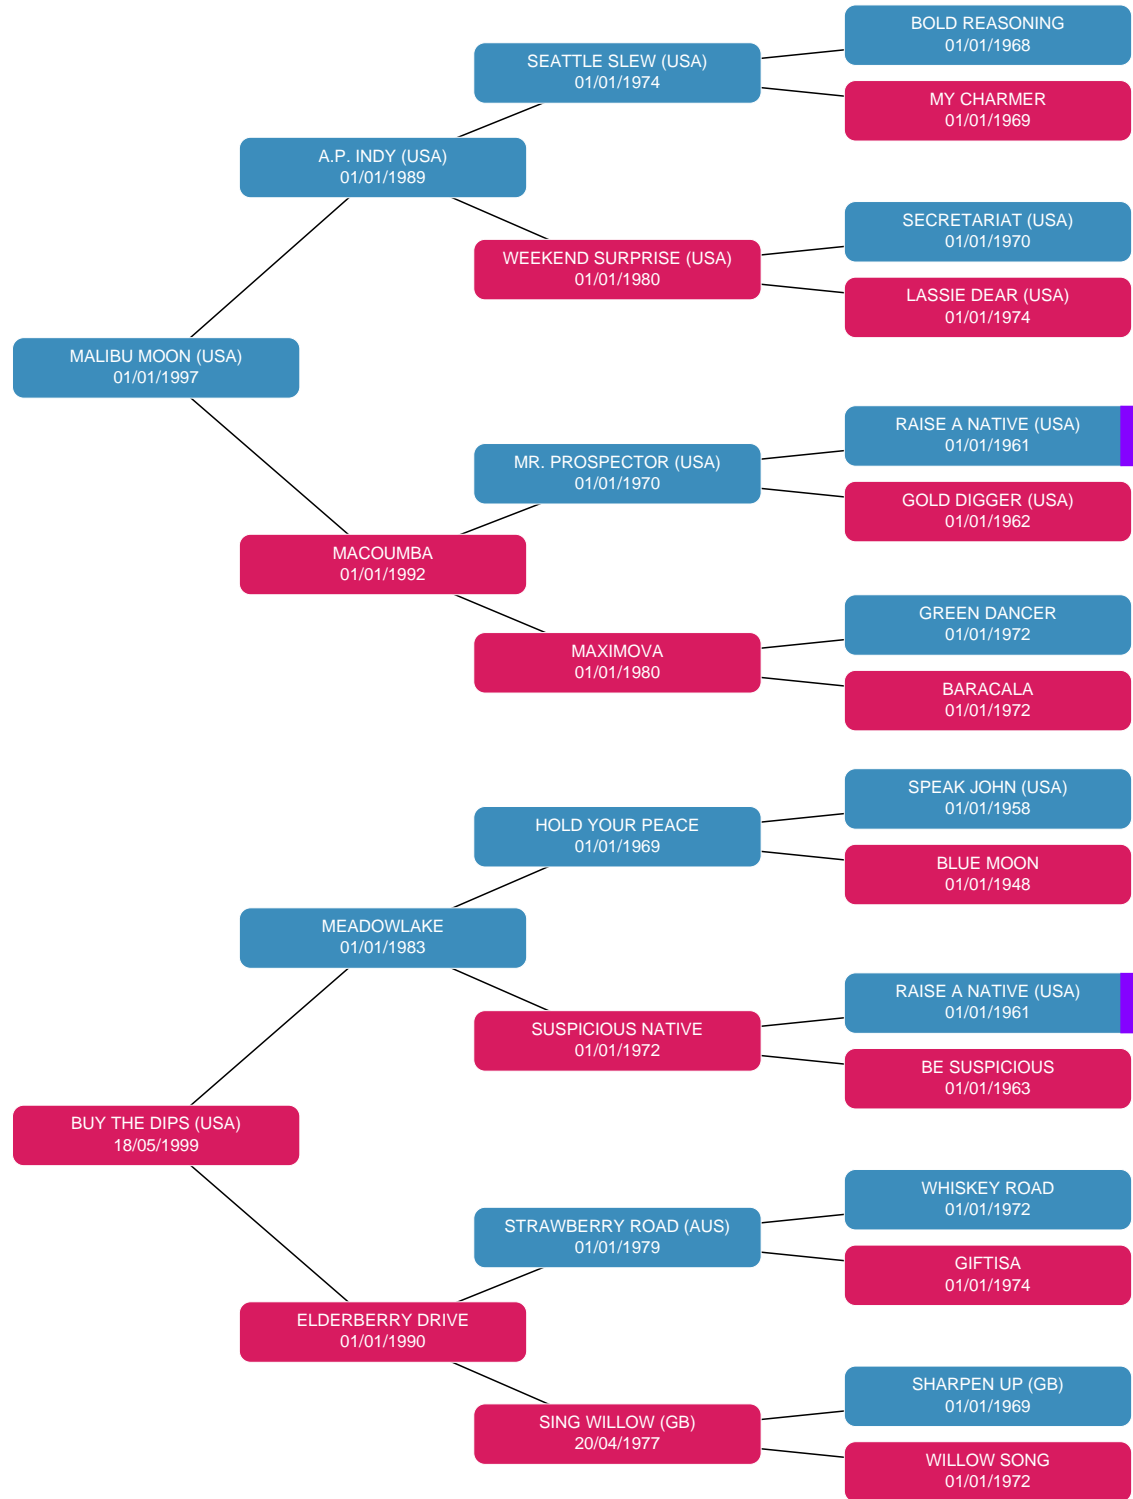 BOLD REASONING
01/01/1968
SEATTLE SLEW (USA)
01/01/1974
MY CHARMER
01/01/1969
A.P. INDY (USA)
01/01/1989
SECRETARIAT (USA)
01/01/1970
WEEKEND SURPRISE (USA)
01/01/1980
LASSIE DEAR (USA)
01/01/1974
MALIBU MOON (USA)
01/01/1997
RAISE A NATIVE (USA)
01/01/1961
MR. PROSPECTOR (USA)
01/01/1970
GOLD DIGGER (USA)
01/01/1962
MACOUMBA
01/01/1992
GREEN DANCER
01/01/1972
MAXIMOVA
01/01/1980
BARACALA
01/01/1972
SPEAK JOHN (USA)
01/01/1958
HOLD YOUR PEACE
01/01/1969
BLUE MOON
01/01/1948
MEADOWLAKE
01/01/1983
RAISE A NATIVE (USA)
01/01/1961
SUSPICIOUS NATIVE
01/01/1972
BE SUSPICIOUS
01/01/1963
BUY THE DIPS (USA)
18/05/1999
WHISKEY ROAD
01/01/1972
STRAWBERRY ROAD (AUS)
01/01/1979
GIFTISA
01/01/1974
ELDERBERRY DRIVE
01/01/1990
SHARPEN UP (GB)
01/01/1969
SING WILLOW (GB)
20/04/1977
WILLOW SONG
01/01/1972